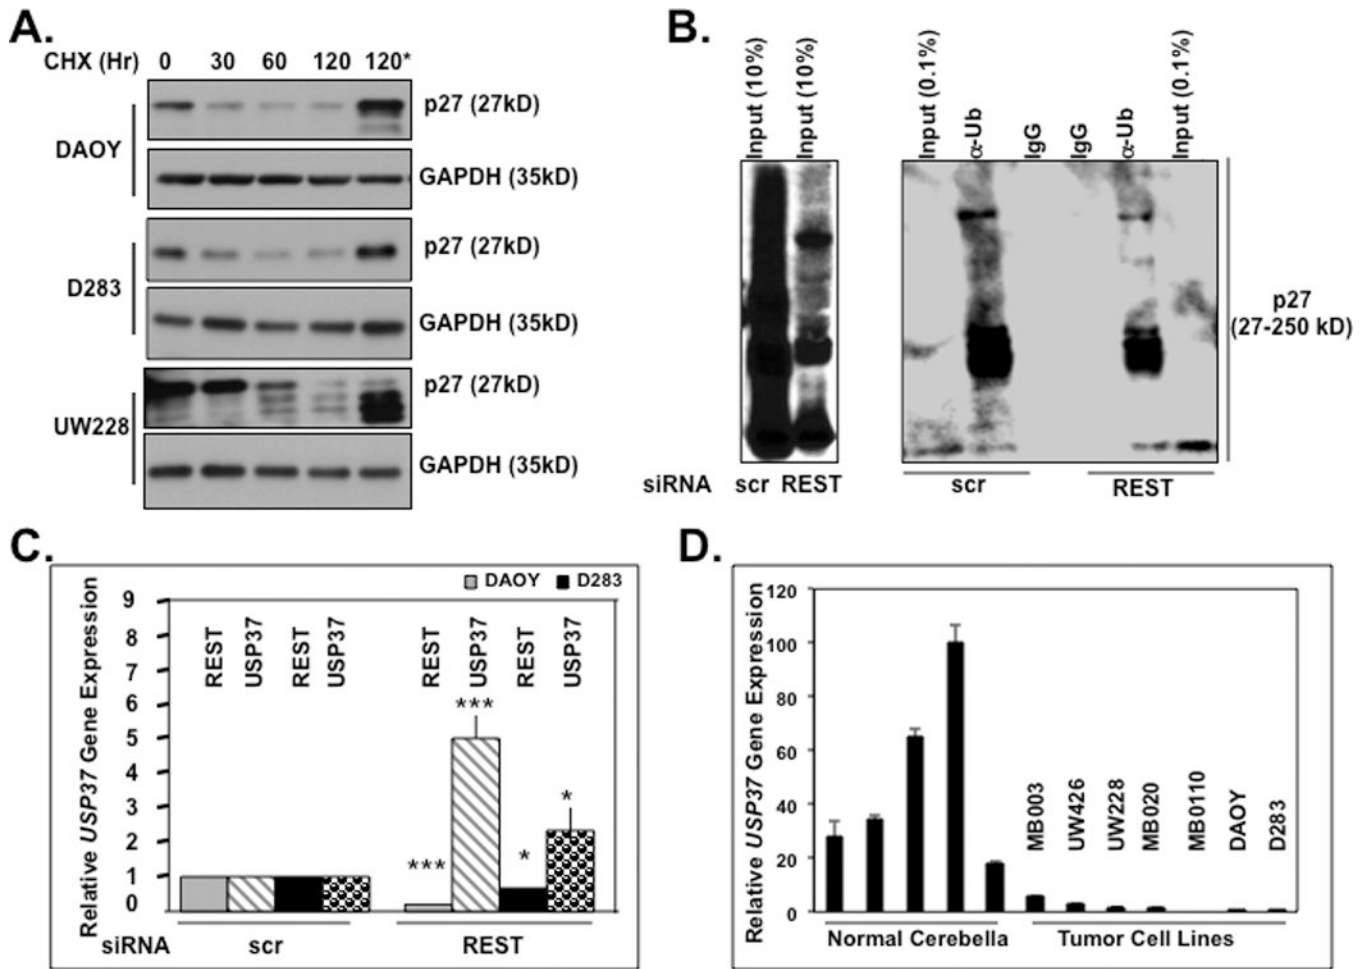 A.
CHX (Hr) 0 30 60 120 120*
DAOY
p27 (27kD)
GAPDH (35kD)
D283
p27 (27kD)
GAPDH (35kD)
UW228
p27 (27kD)
GAPDH (35kD)
B.
Input (10%)
Input (10%)
siRNA scr REST
Input (0.1%)
α-Ub
IgG
IgG
α-Ub
Input (0.1%)
p27
(27-250 kD)
scr REST
C.
DAOY D283
Relative USP37 Gene Expression
9
8
7
6
5
4
3
2
1
0
REST
USP37
REST
USP37
REST
USP37
REST
USP37
***
***
*
*
siRNA scr REST
D.
Relative USP37 Gene Expression
120
100
80
60
40
20
0
MB003
UW426
UW228
MB020
MB0110
DAOY
D283
Normal Cerebella Tumor Cell Lines